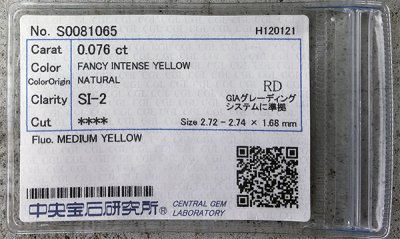 No. S0081065 H120121
Carat 0.076 ct
Color FANCY INTENSE YELLOW
ColorOrigin NATURAL
Clarity SI-2 RD
GIAグレーディング
システムに準拠
Cut **** Size 2.72 - 2.74 × 1.68 mm
Fluo. MEDIUM YELLOW
中央宝石研究所® CENTRAL GEM
LABORATORY